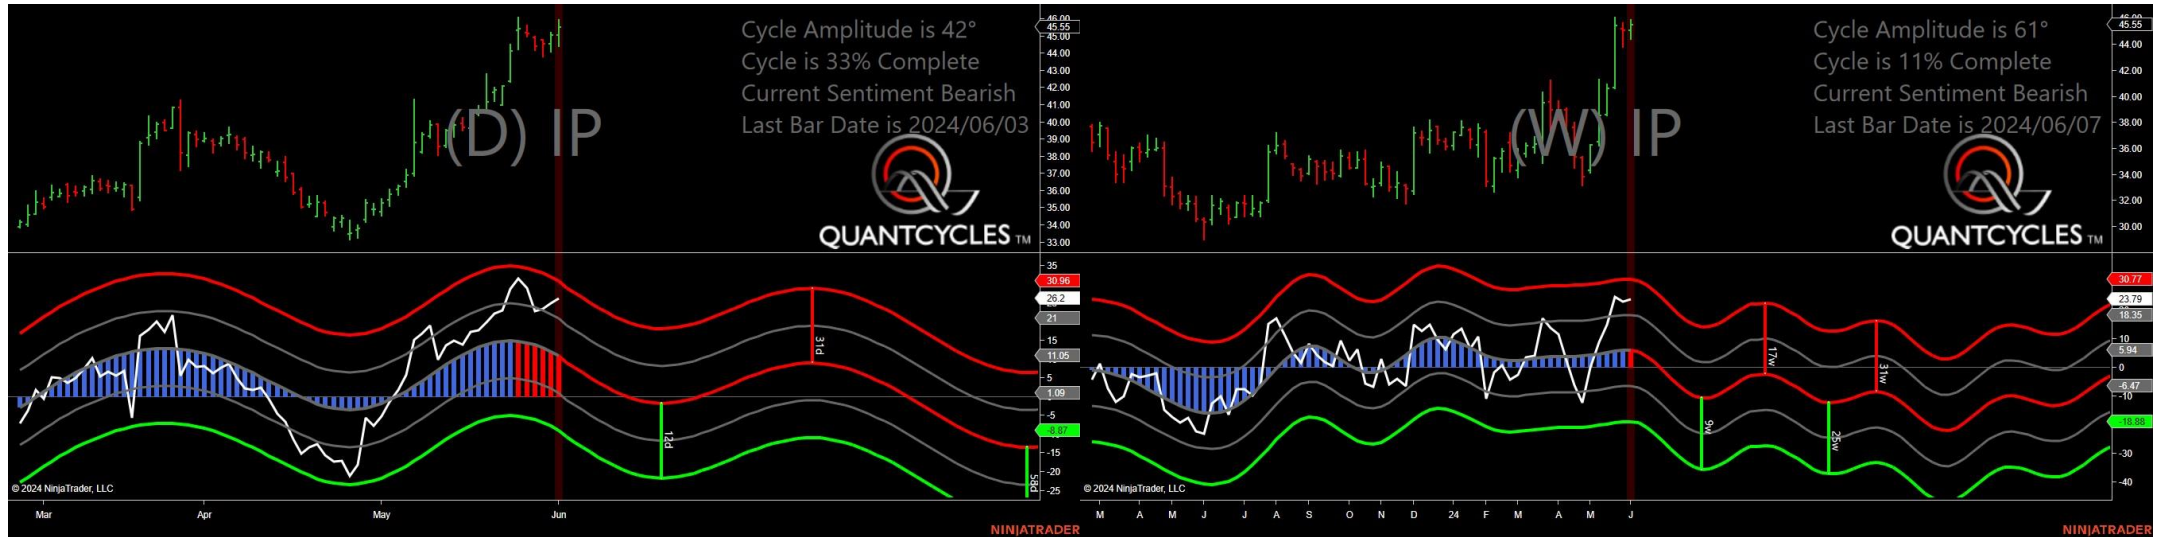 Cycle Amplitude is 42°
Cycle is 33% Complete
Current Sentiment Bearish
Last Bar Date is 2024/06/03
(D) IP
QUANTCYCLES TM
46.00
45.55
45.00
44.00
43.00
42.00
41.00
40.00
39.00
38.00
37.00
36.00
35.00
34.00
33.00
35
30.96
26.2
21
15
11.05
5
1.09
-5
-8.87
-15
-20
-25
31d
12d
58d
© 2024 NinjaTrader, LLC
Mar Apr May Jun
NINJATRADER
Cycle Amplitude is 61°
Cycle is 11% Complete
Current Sentiment Bearish
Last Bar Date is 2024/06/07
(W) IP
QUANTCYCLES TM
46.00
45.55
44.00
42.00
40.00
38.00
36.00
34.00
32.00
30.00
30.77
23.79
18.35
10
5.94
0
-6.47
-10
-18.88
-30
-40
17w
31w
9w
25w
© 2024 NinjaTrader, LLC
M A M J J A S O N D 24 F M A M J
NINJATRADER